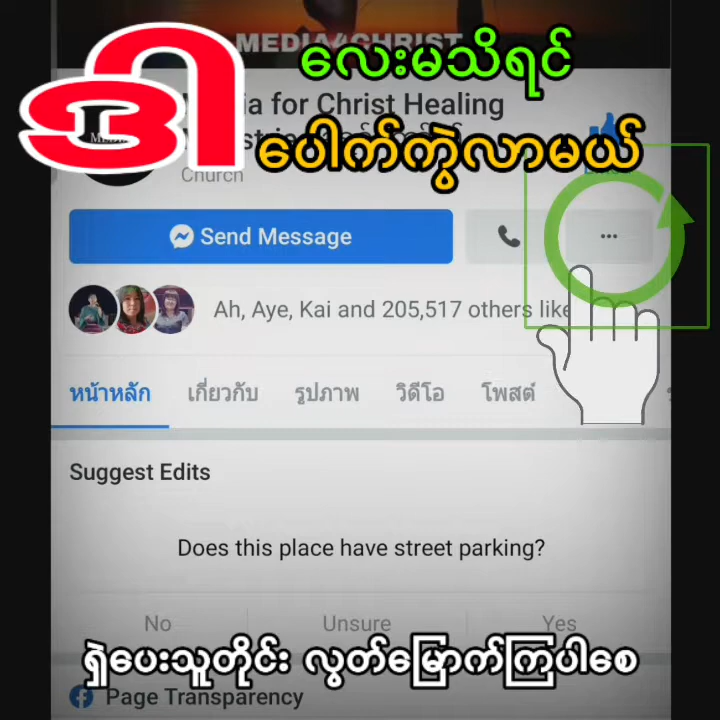 MEDIA4CHRIST
ဒါ လေးမသိရင်
Media for Christ Healing
ပေါက်ကွဲလာမယ်
Church
Send Message
Ah, Aye, Kai and 205,517 others like
หน้าหลัก เกี่ยวกับ รูปภาพ วิดีโอ โพสต์
Suggest Edits
Does this place have street parking?
No Unsure Yes
ရှဲပေးသူတိုင်း လွတ်မြောက်ကြပါစေ
Page Transparency